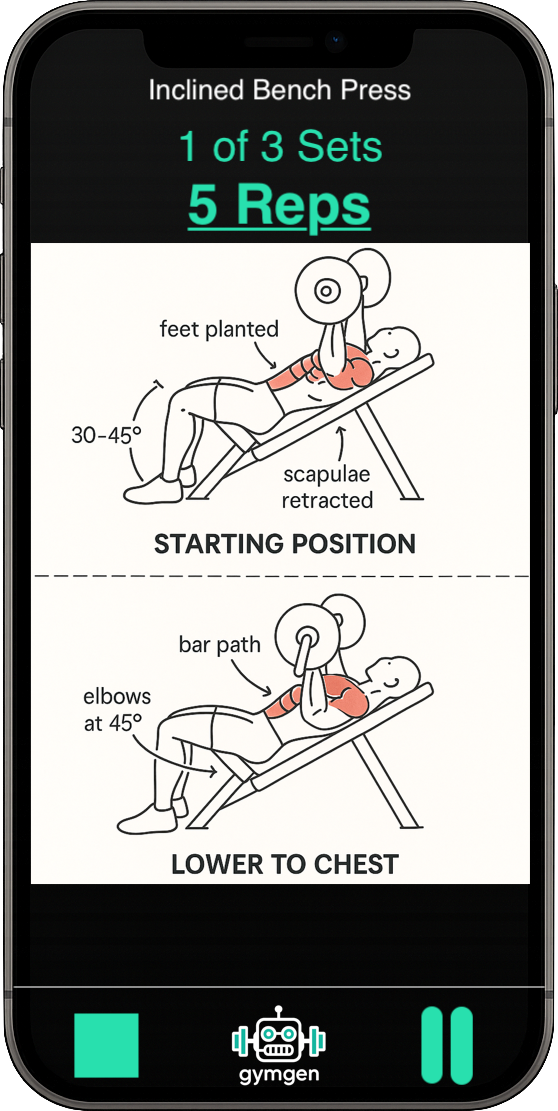 Inclined Bench Press
1 of 3 Sets
5 Reps
feet planted
30-45°
scapulae
retracted
STARTING POSITION
bar path
elbows
at 45°
LOWER TO CHEST
gymgen